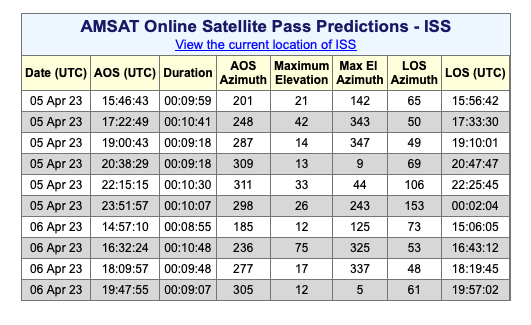 AMSAT Online Satellite Pass Predictions - ISS
View the current location of ISS
Date (UTC) AOS (UTC) Duration AOS Azimuth Maximum Elevation Max El Azimuth LOS Azimuth LOS (UTC)
05 Apr 23 15:46:43 00:09:59 201 21 142 65 15:56:42
05 Apr 23 17:22:49 00:10:41 248 42 343 50 17:33:30
05 Apr 23 19:00:43 00:09:18 287 14 347 49 19:10:01
05 Apr 23 20:38:29 00:09:18 309 13 9 69 20:47:47
05 Apr 23 22:15:15 00:10:30 311 33 44 106 22:25:45
05 Apr 23 23:51:57 00:10:07 298 26 243 153 00:02:04
06 Apr 23 14:57:10 00:08:55 185 12 125 73 15:06:05
06 Apr 23 16:32:24 00:10:48 236 75 325 53 16:43:12
06 Apr 23 18:09:57 00:09:48 277 17 337 48 18:19:45
06 Apr 23 19:47:55 00:09:07 305 12 5 61 19:57:02